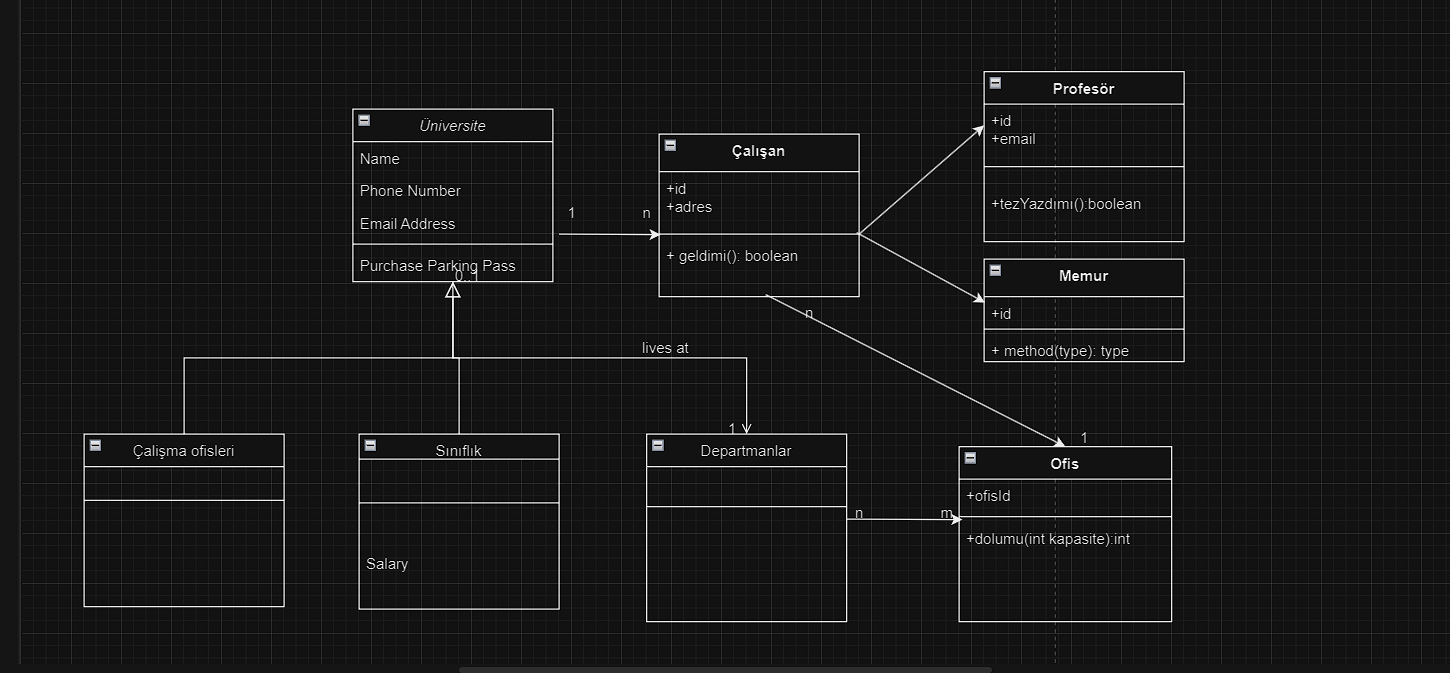 Üniversite
Name
Phone Number
Email Address
Purchase Parking Pass
0..1
1
n
Çalışan
+id
+adres
+ geldimi(): boolean
n
Profesör
+id
+email
+tezYazdımı():boolean
Memur
+id
+ method(type): type
lives at
1
Çalişma ofisleri
Sınıflık
Salary
Departmanlar
n
m
1
Ofis
+ofisId
+dolumu(int kapasite):int